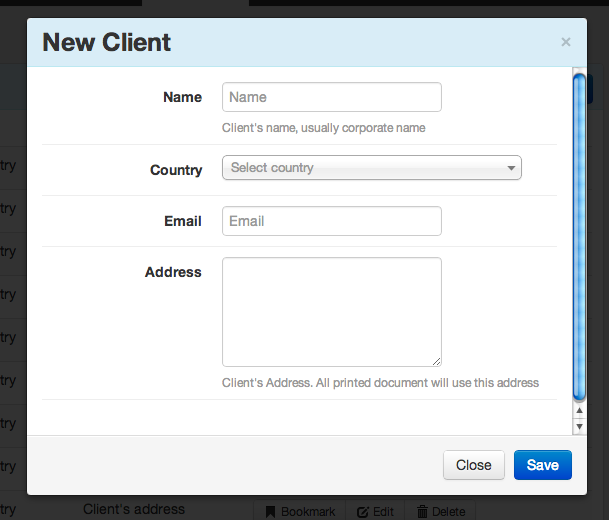 New Client
×
Name
Name
Client's name, usually corporate name
Country
Select country
Email
Email
Address
Client's Address. All printed document will use this address
Close
Save
try
try
try
try
try
try
try
try
try
Client's address
Bookmark
Edit
Delete